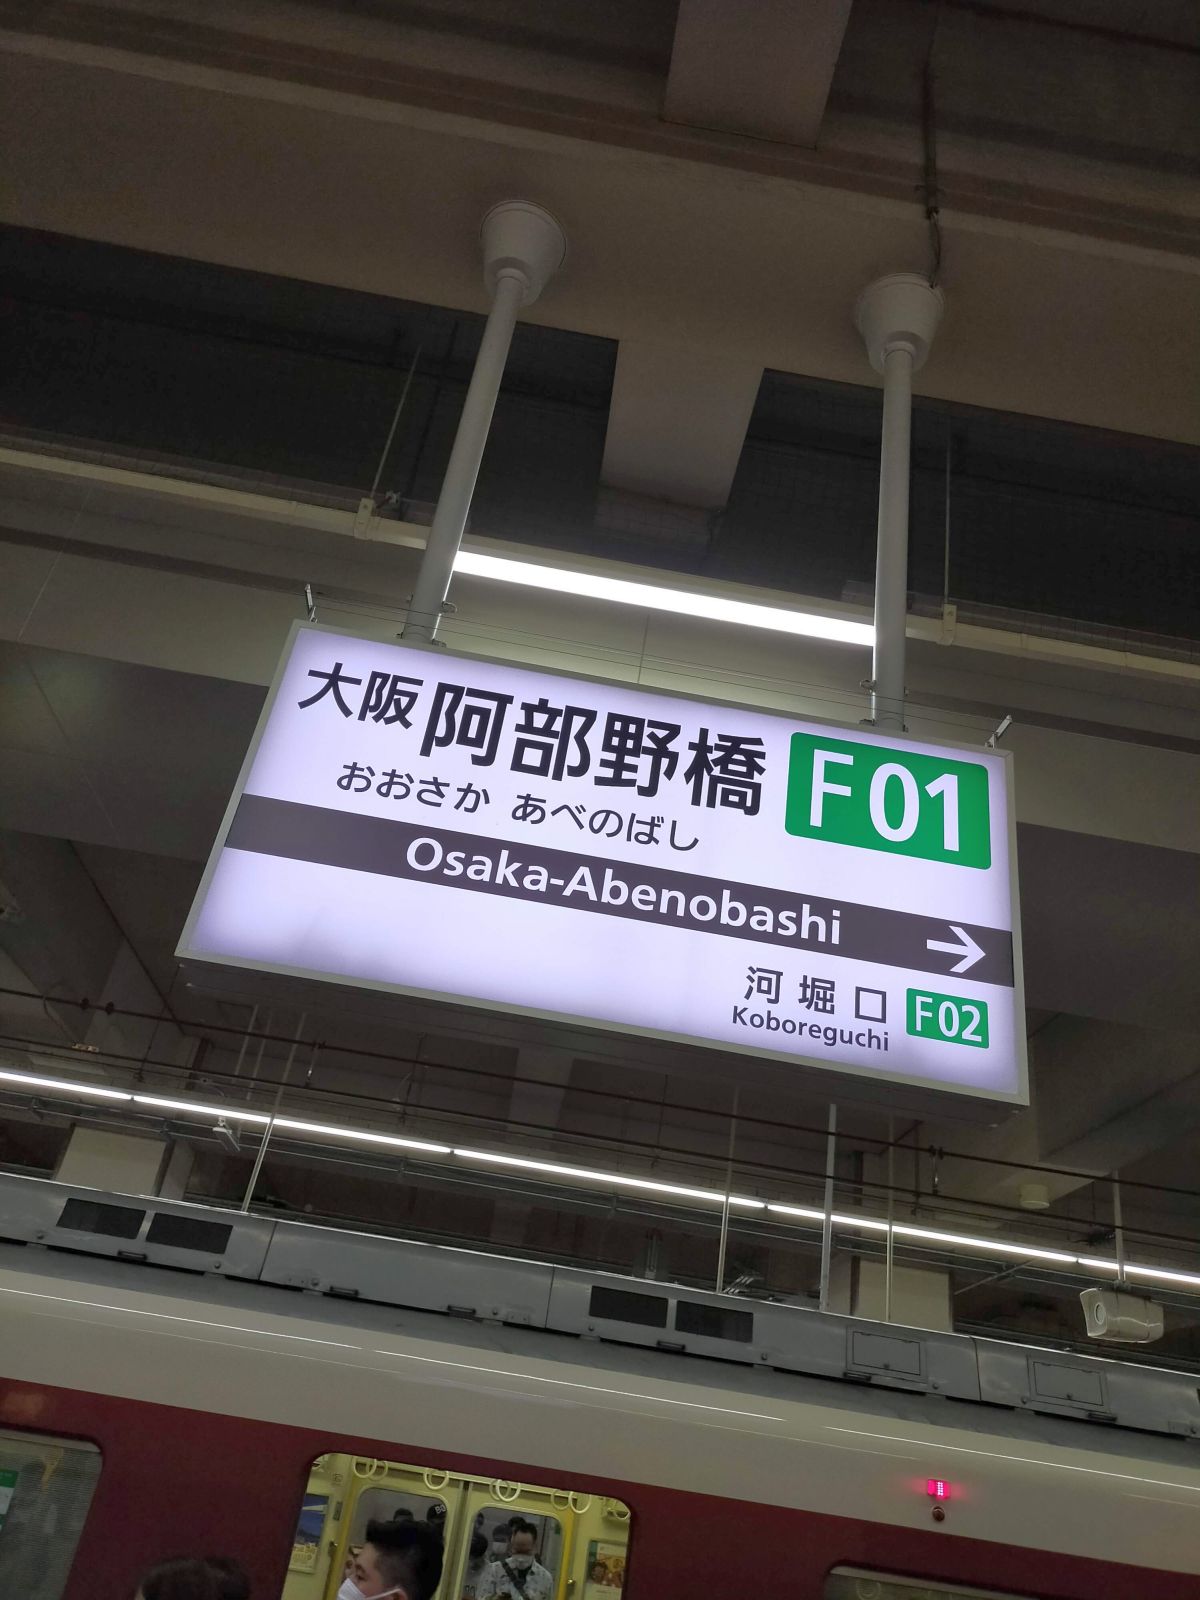 大阪阿部野橋 F01
おおさか あべのばし
Osaka-Abenobashi →
河堀口 F02
Koboreguchi